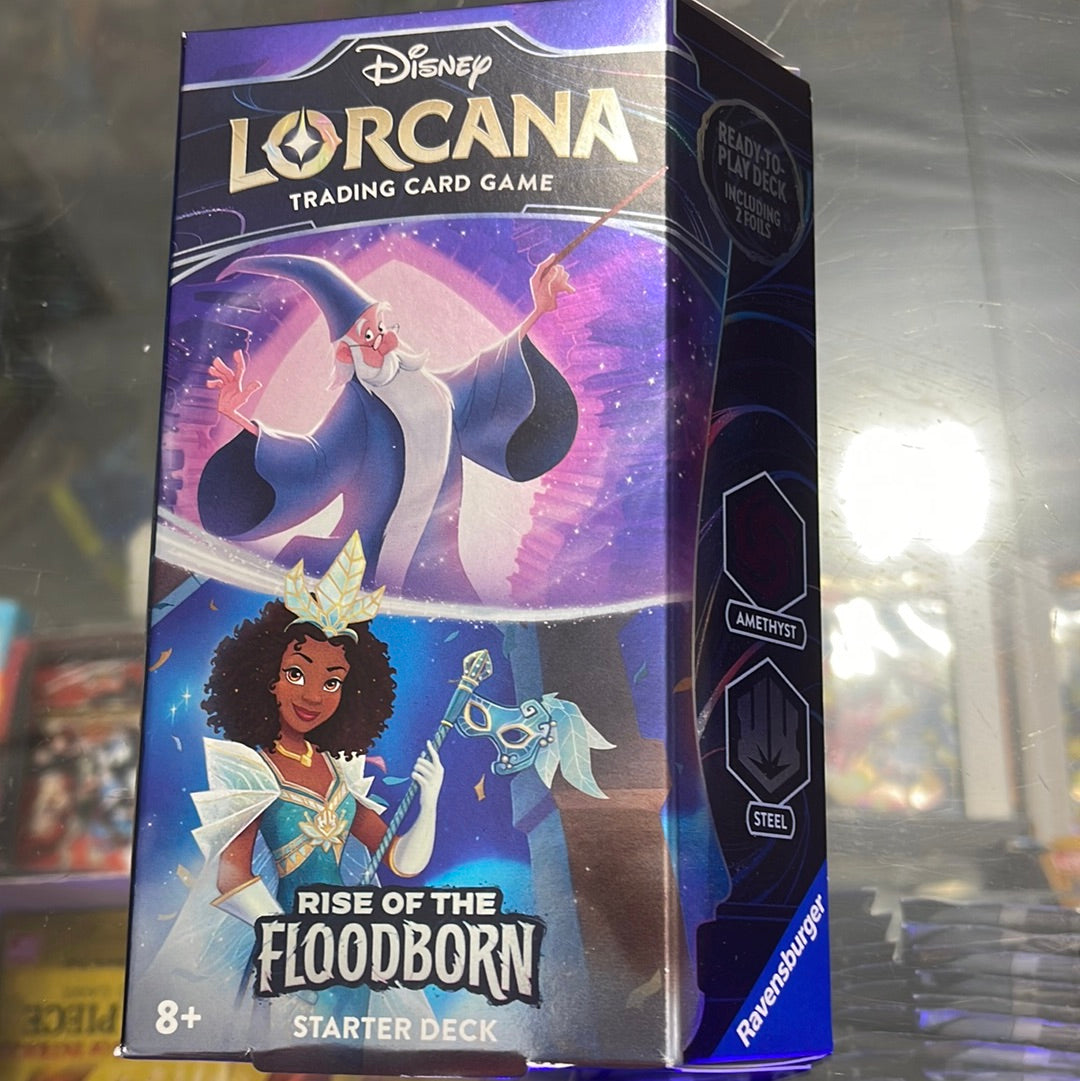 Disney
LORCANA
TRADING CARD GAME
READY-TO-
PLAY DECK
INCLUDING
2 FOILS
AMETHYST
STEEL
RISE OF THE
FLOODBORN
8+
STARTER DECK
Ravensburger
PIECE